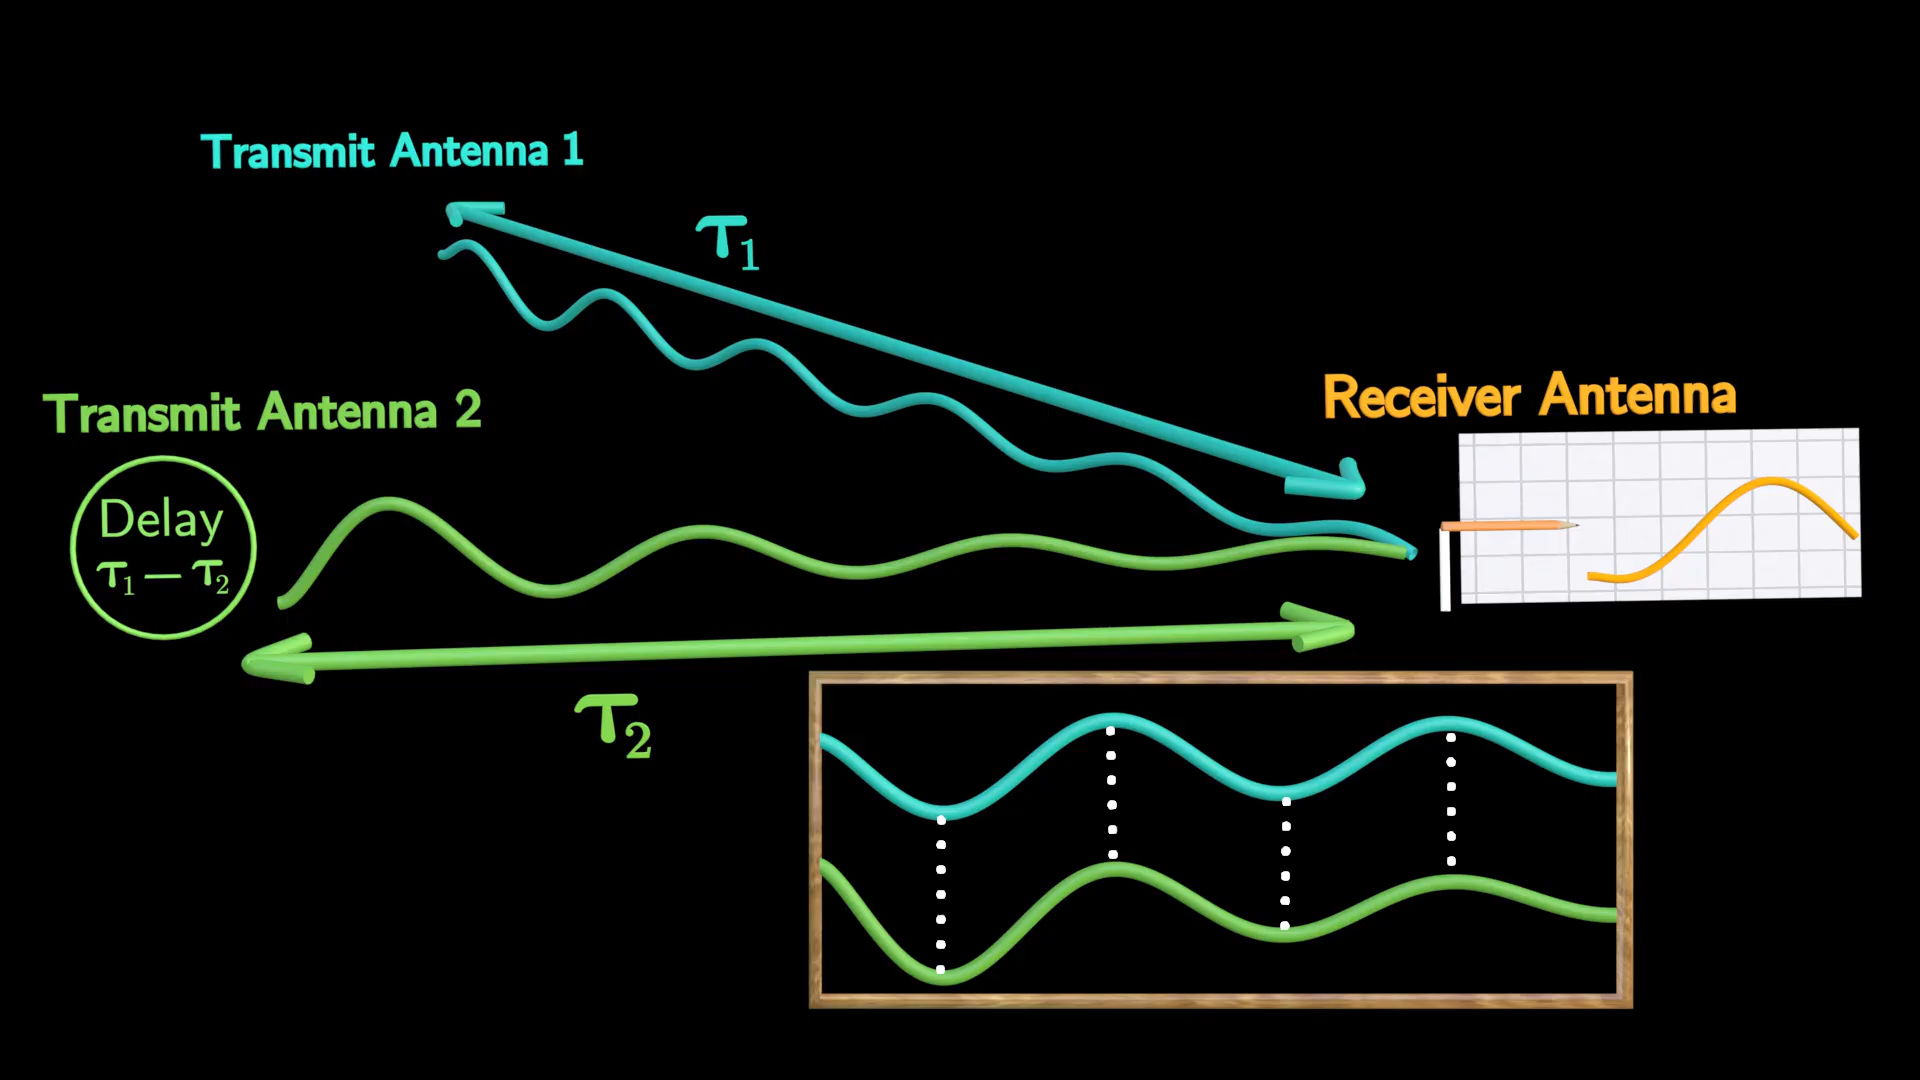 Transmit Antenna 1
τ₁
Transmit Antenna 2
Receiver Antenna
Delay
τ₁ − τ₂
τ₂